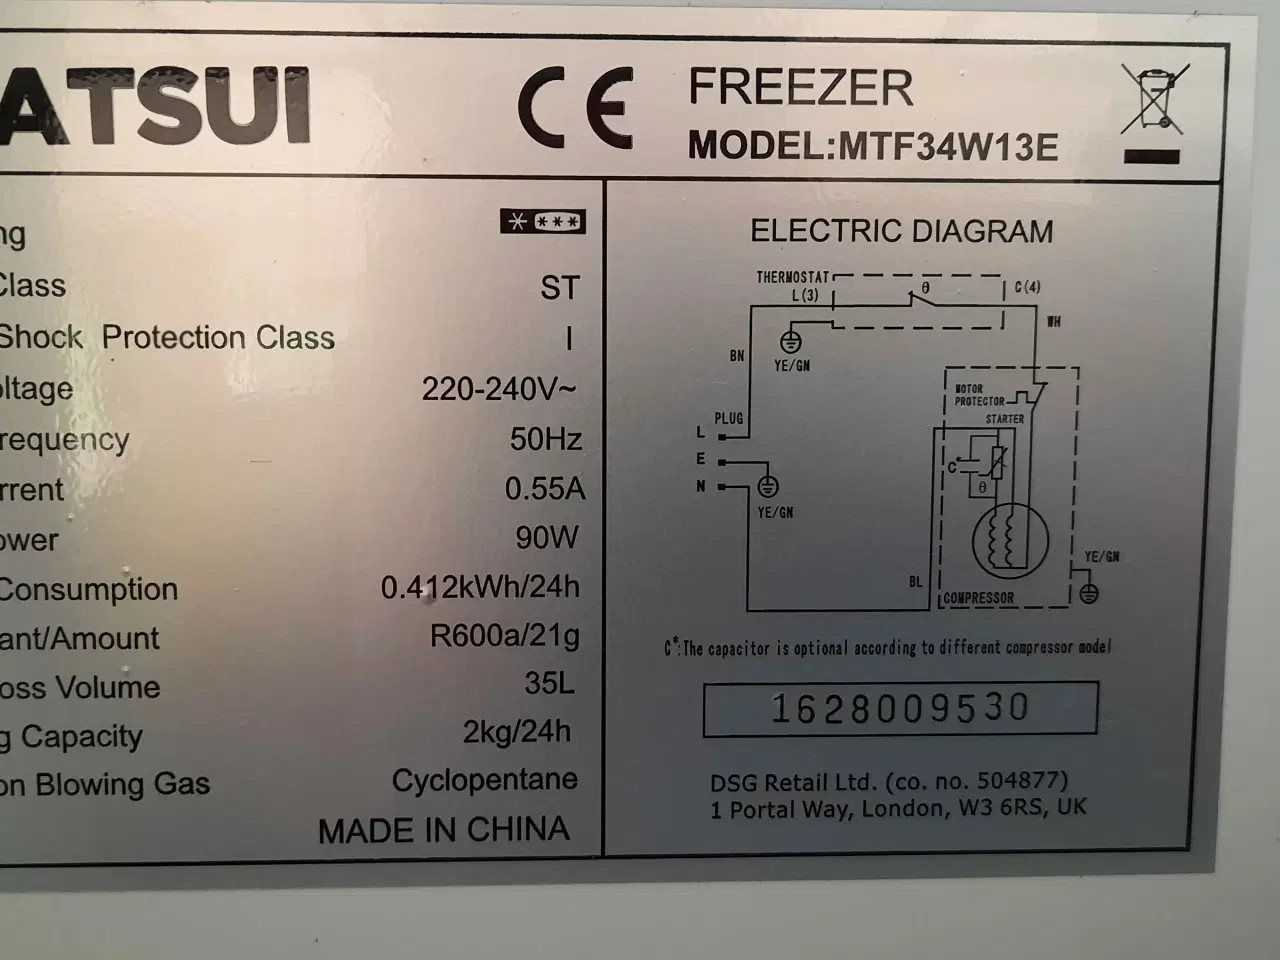 ATSUI
CE
FREEZER
MODEL:MTF34W13E
ng
Class
ST
Shock Protection Class
I
oltage
220-240V~
requency
50Hz
rrent
0.55A
ower
90W
Consumption
0.412kWh/24h
ant/Amount
R600a/21g
oss Volume
35L
g Capacity
2kg/24h
on Blowing Gas
Cyclopentane
MADE IN CHINA
ELECTRIC DIAGRAM
THERMOSTAT
L(3)
θ
C(4)
WH
BN
YE/GN
MOTOR
PROTECTOR
STARTER
PLUG
L
E
N
C*
θ
YE/GN
YE/GN
BL
COMPRESSOR
C*:The capacitor is optional according to different compressor model
1628009530
DSG Retail Ltd. (co. no. 504877)
1 Portal Way, London, W3 6RS, UK